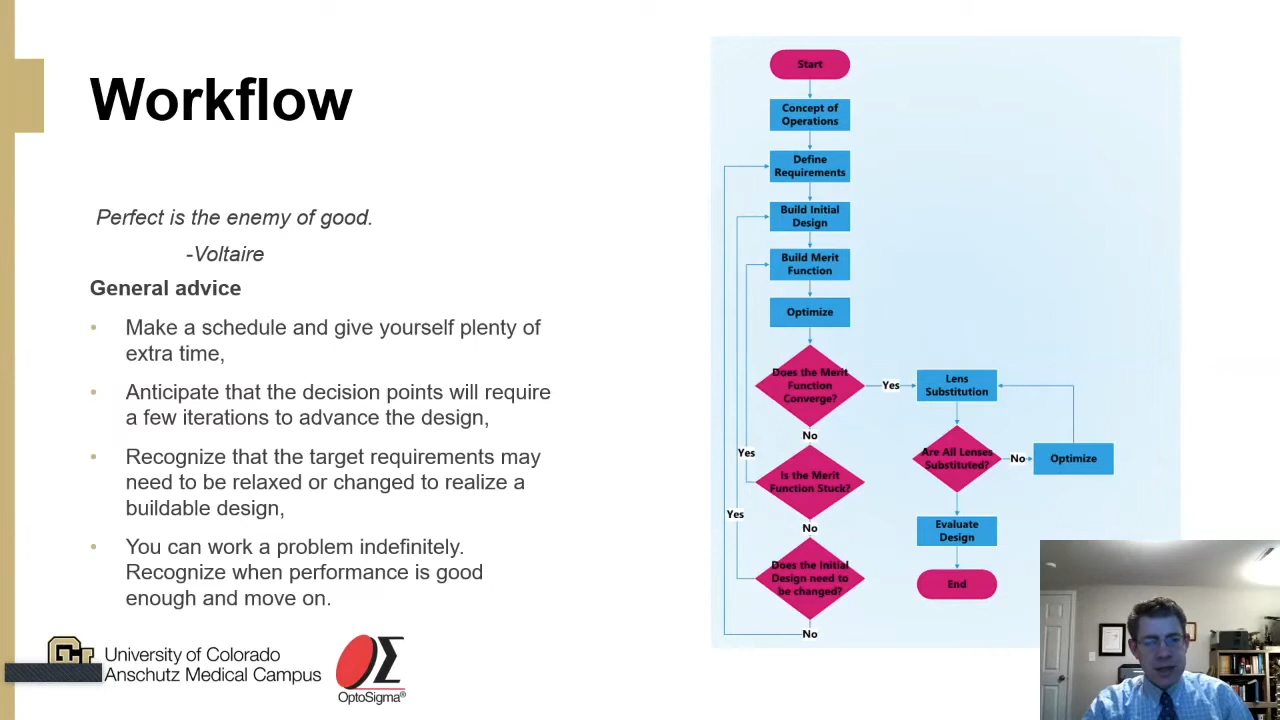 Workflow
Perfect is the enemy of good.
-Voltaire
General advice
• Make a schedule and give yourself plenty of
extra time,
• Anticipate that the decision points will require
a few iterations to advance the design,
• Recognize that the target requirements may
need to be relaxed or changed to realize a
buildable design,
• You can work a problem indefinitely.
Recognize when performance is good
enough and move on.
University of Colorado
Anschutz Medical Campus
OptoSigma®
Start
Concept of
Operations
Define
Requirements
Build Initial
Design
Build Merit
Function
Optimize
Does the Merit
Function
Converge?
Yes
No
Is the Merit
Function Stuck?
Yes
No
Does the Initial
Design need to
be changed?
Yes
No
Lens
Substitution
Are All Lenses
Substituted?
No
Optimize
Evaluate
Design
End